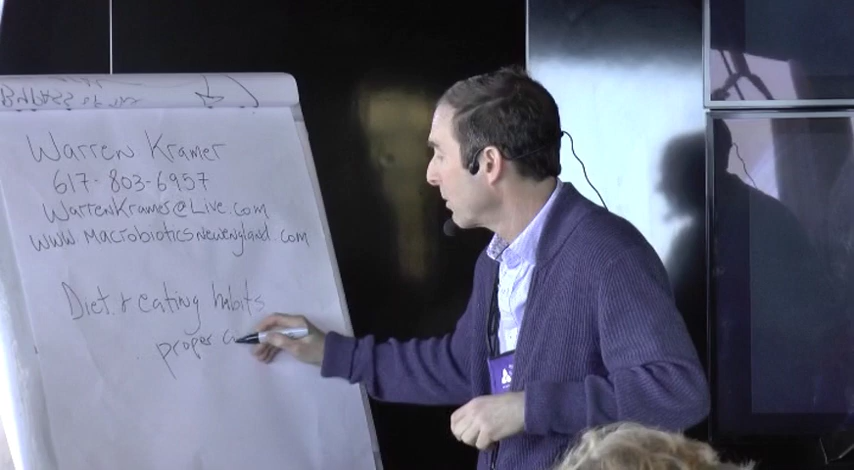 Warren Kramer
617-803-6957
WarrenKramer@Live.com
www.Macrobioticsnewengland.com
Diet & eating habits
proper c